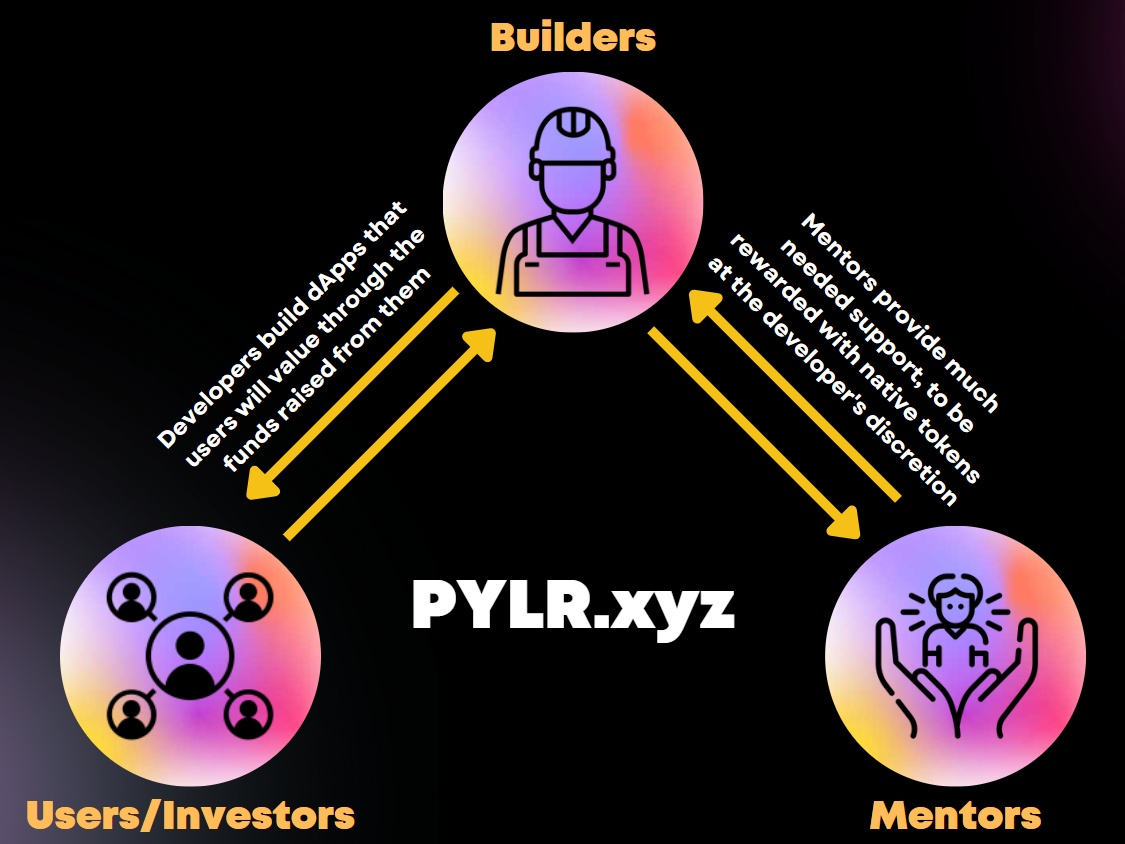 Builders
Developers build dApps that
users will value through the
funds raised from them
Mentors provide much
needed support, to be
rewarded with native tokens
at the developer's discretion
PYLR.xyz
Users/Investors
Mentors